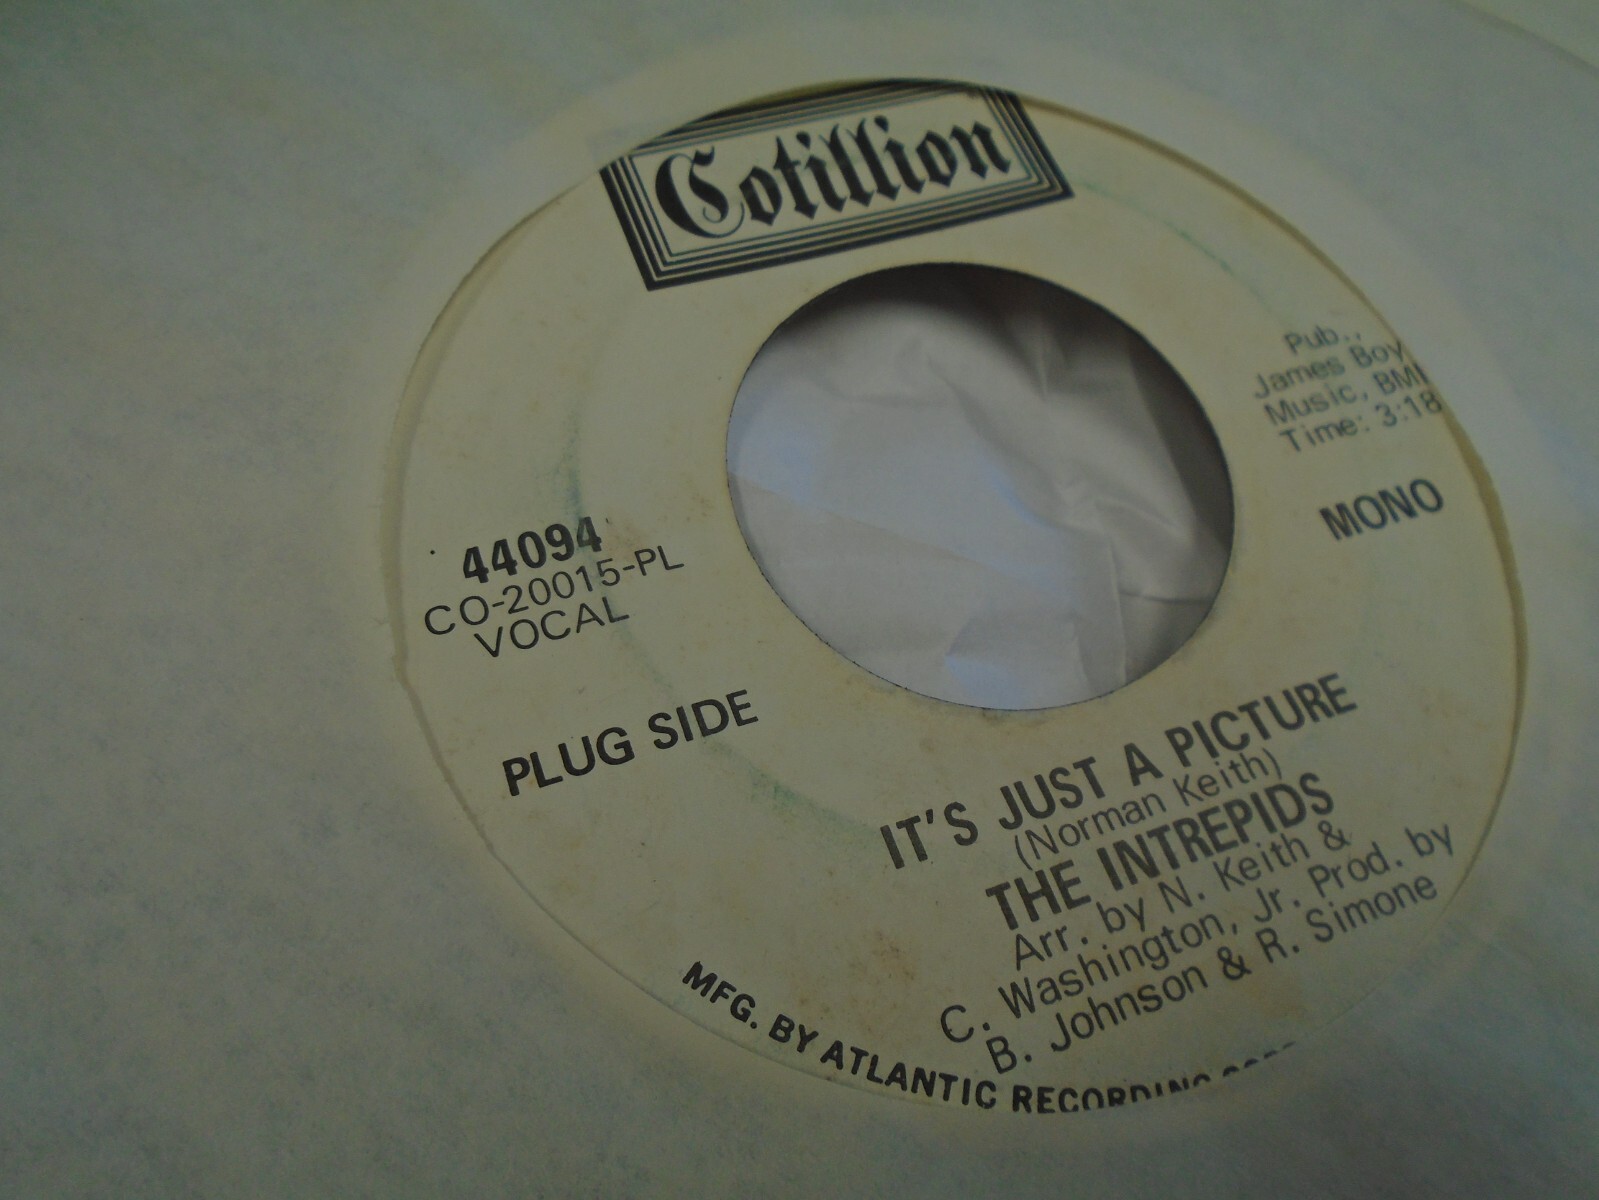 Cotillion
Pub.,
James Boy
Music, BMI
Time: 3:18
MONO
44094
CO-20015-PL
VOCAL
PLUG SIDE
IT'S JUST A PICTURE
(Norman Keith)
THE INTREPIDS
Arr. by N. Keith &
C. Washington, Jr. Prod. by
B. Johnson & R. Simone
MFG. BY ATLANTIC RECORDING